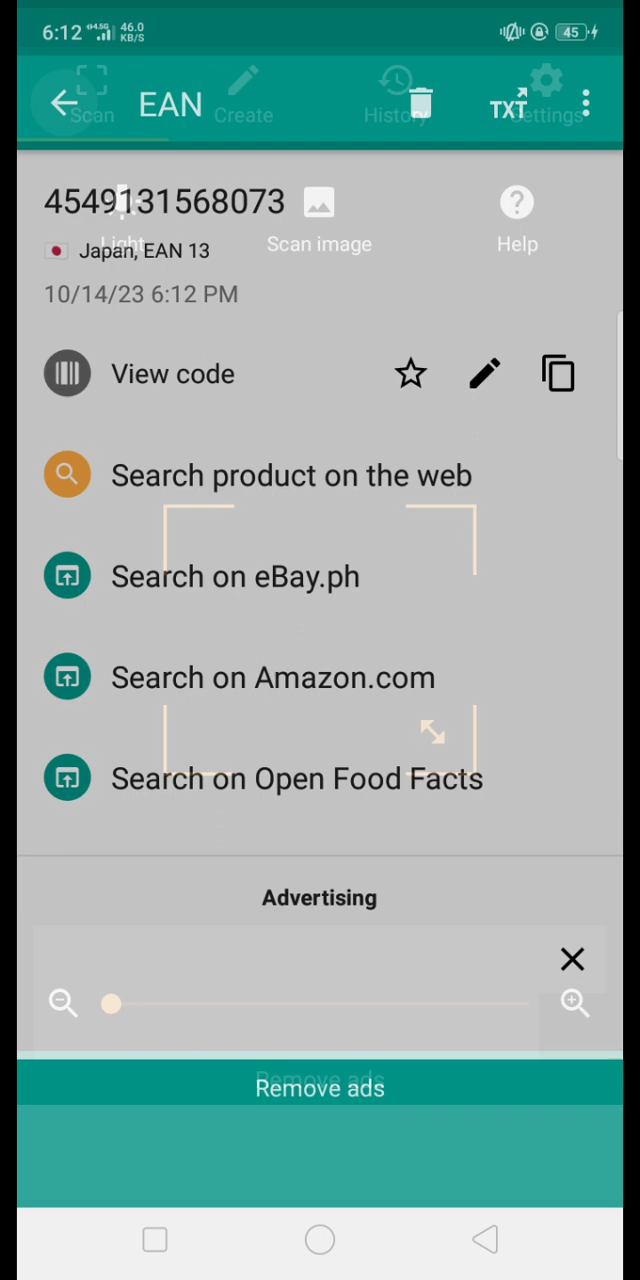 6:12 4.5G 46.0 KB/S 45
EAN TXT
Scan Create History Settings
4549131568073
Light Scan image Help
Japan, EAN 13
10/14/23 6:12 PM
View code
Search product on the web
Search on eBay.ph
Search on Amazon.com
Search on Open Food Facts
Advertising
Remove ads
Remove ads